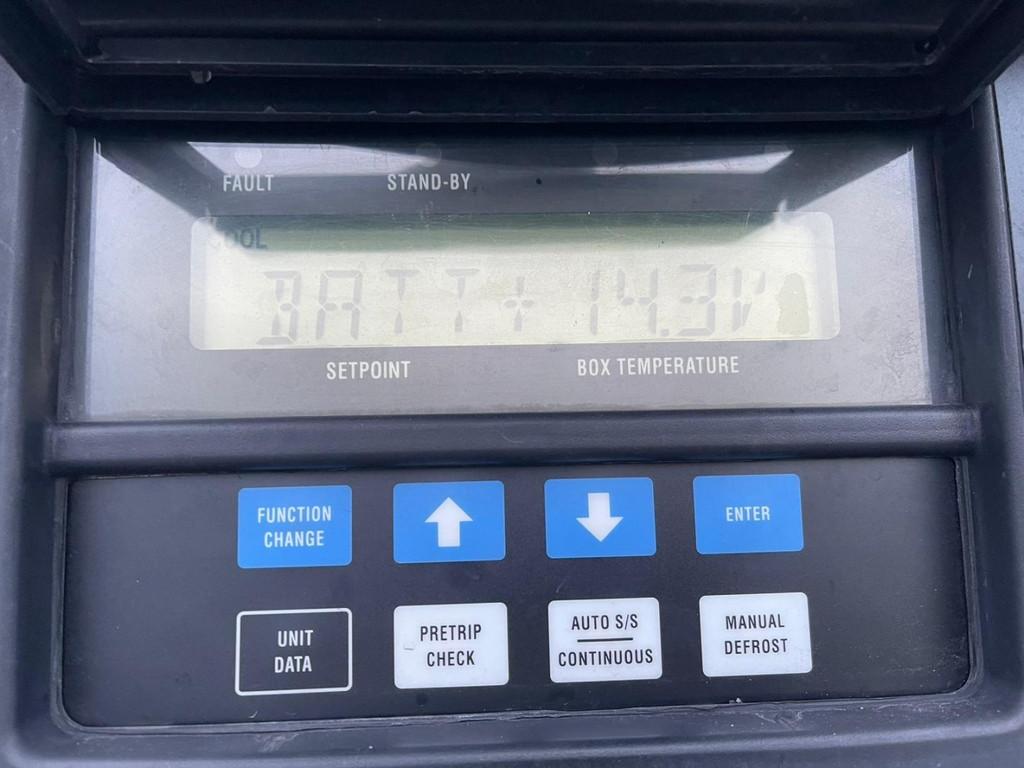 FAULT
STAND-BY
COOL
BATT+ 14.3V
SETPOINT
BOX TEMPERATURE
FUNCTION
CHANGE
ENTER
UNIT
DATA
PRETRIP
CHECK
AUTO S/S
CONTINUOUS
MANUAL
DEFROST